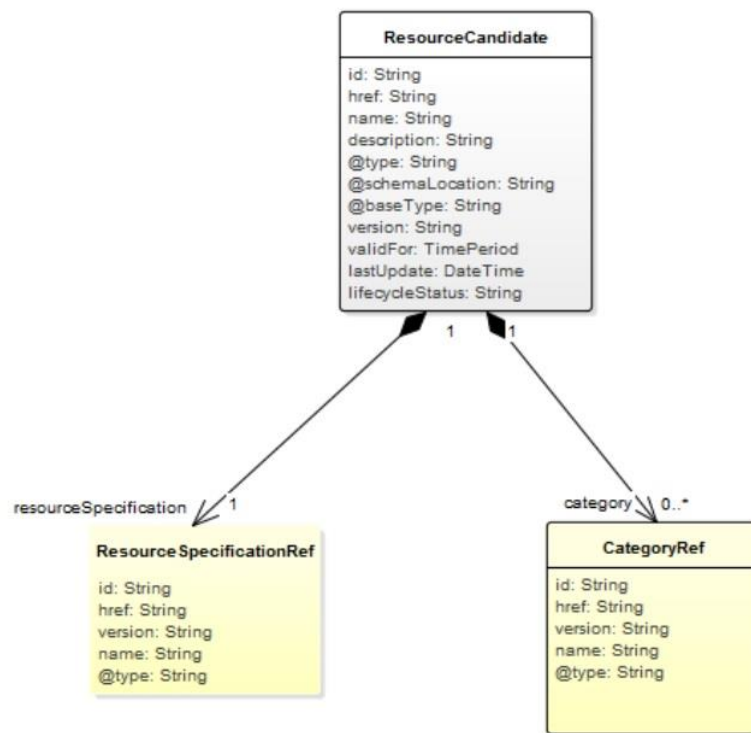 ResourceCandidate
id: String
href: String
name: String
description: String
@type: String
@schemaLocation: String
@baseType: String
version: String
validFor: TimePeriod
lastUpdate: DateTime
lifecycleStatus: String
1
1
resourceSpecification
1
category
0..*
ResourceSpecificationRef
id: String
href: String
version: String
name: String
@type: String
CategoryRef
id: String
href: String
version: String
name: String
@type: String